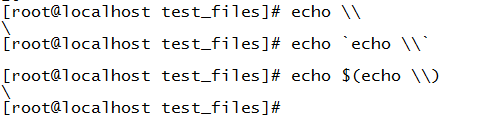 [root@localhost test_files]# echo \\
\
[root@localhost test_files]# echo `echo \\`

[root@localhost test_files]# echo $(echo \\)
\
[root@localhost test_files]#